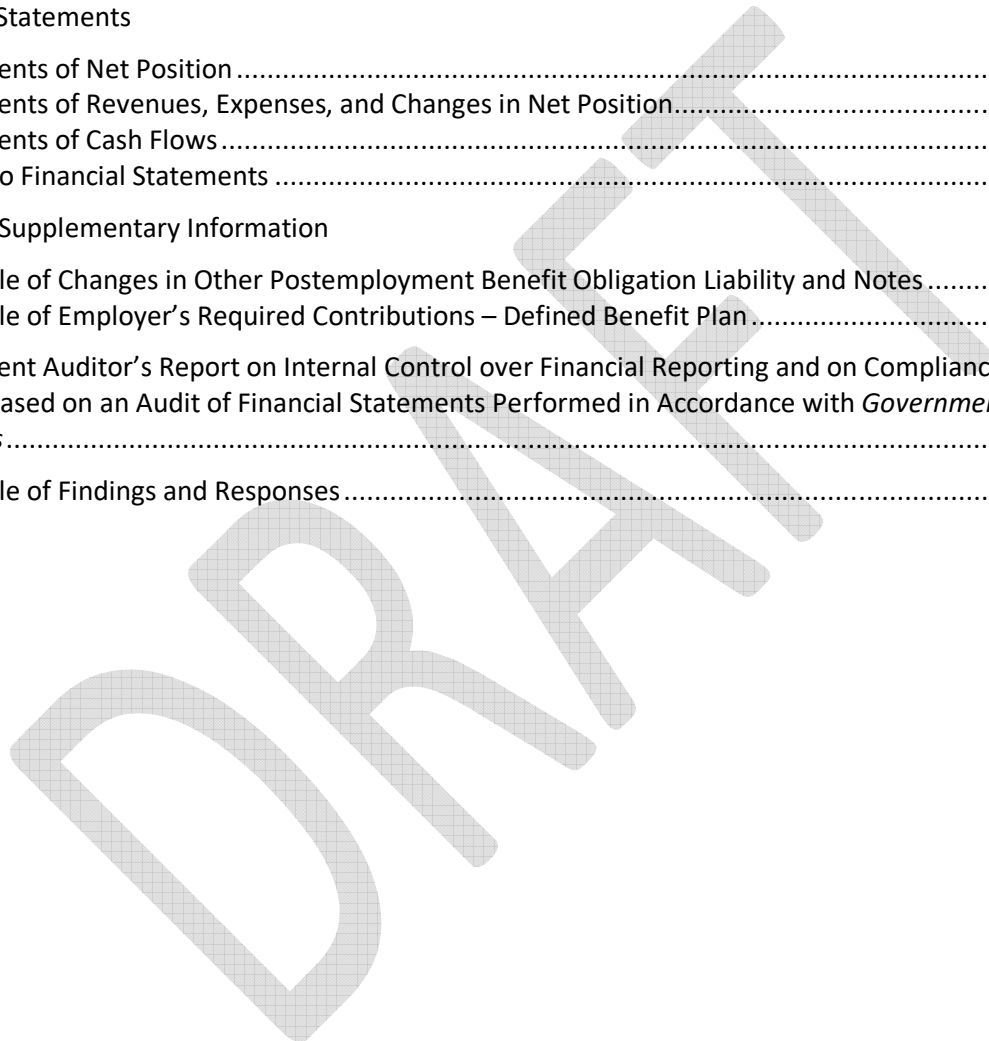 Statements
ents of Net Position
ents of Revenues, Expenses, and Changes in Net Position
ents of Cash Flows
o Financial Statements
Supplementary Information
le of Changes in Other Postemployment Benefit Obligation Liability and Notes
le of Employer’s Required Contributions – Defined Benefit Plan
ent Auditor’s Report on Internal Control over Financial Reporting and on Complianc
ased on an Audit of Financial Statements Performed in Accordance with Governme
s
le of Findings and Responses
DRAFT